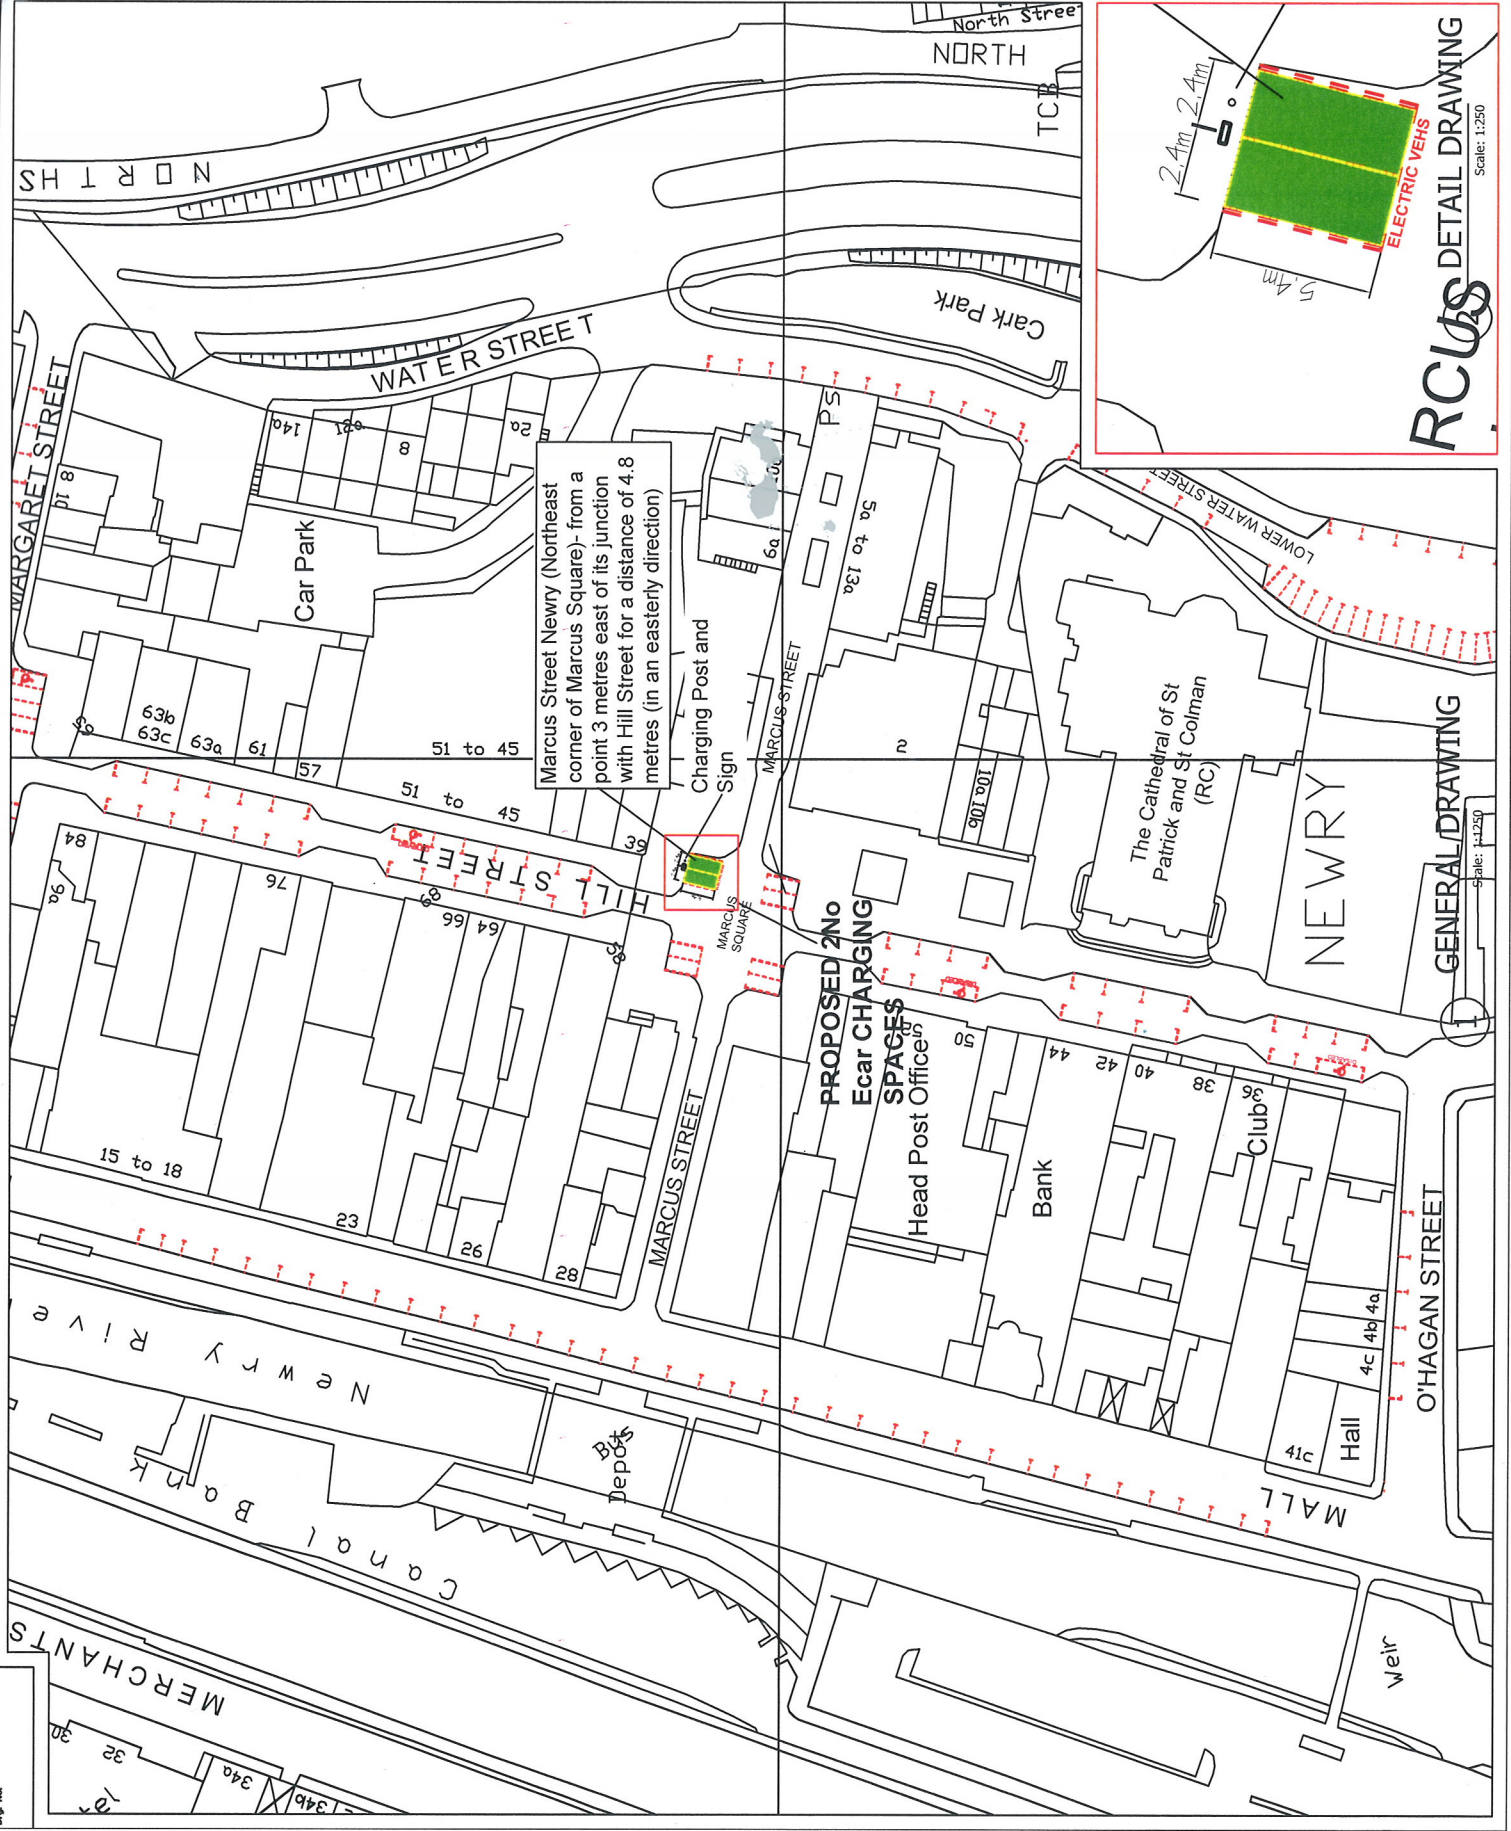 North Stree
NORTH
TCB
NORTHS
WATER STREET
Cark Park
MARGARET STREET
8
10
14a
12a
8
2a
Car Park
Marcus Street Newry (Northeast
corner of Marcus Square)- from a
point 3 metres east of its junction
with Hill Street for a distance of 4.8
metres (in an easterly direction)
Charging Post and
Sign
PS
6a
5a to 13a
MARCUS STREET
LOWER WATER STREET
63b
63c
63a
61
57
51 to 45
51 to 45
39
2
10a
10b
The Cathedral of St
Patrick and St Colman
(RC)
NEWRY
HILL STREET
MARCUS
SQUARE
84
9a
76
68
66
64
58
PROPOSED 2No
Ecar CHARGING
SPACES
Head Post Office
50
Bank
44
42
40
38
36
Club
15 to 18
23
26
28
MARCUS STREET
O'HAGAN STREET
4a
4b
4c
41c
Hall
MALL
Newry Rive
Bus
Depot
Canal Bank
MERCHANTS
30
32
34a
34b
Weir
GENERAL DRAWING
1
Scale: 1:1250
2.4m
2.4m
5.4m
ELECTRIC VEHS
DETAIL DRAWING
2
Scale: 1:250
RCUS